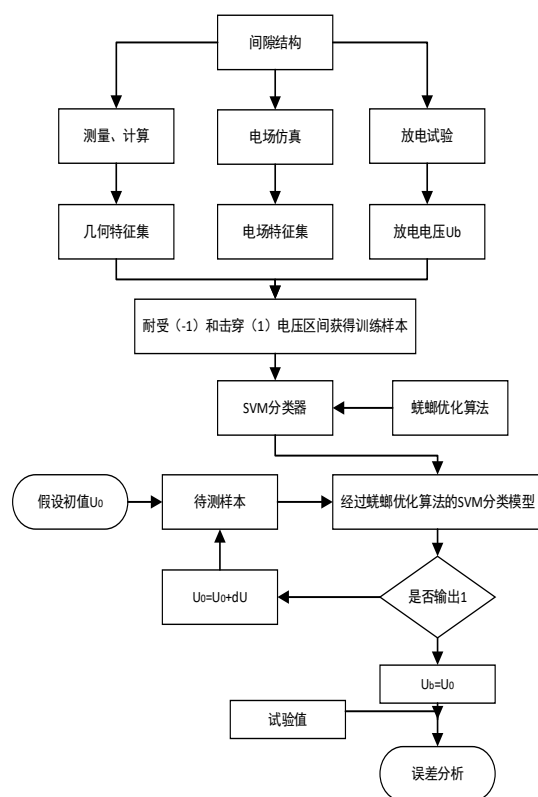 间隙结构
测量、计算
电场仿真
放电试验
几何特征集
电场特征集
放电电压Ub
耐受（-1）和击穿（1）电压区间获得训练样本
SVM分类器
蜣螂优化算法
假设初值U₀
待测样本
经过蜣螂优化算法的SVM分类模型
U₀=U₀+dU
是否输出1
Ub=U₀
试验值
误差分析